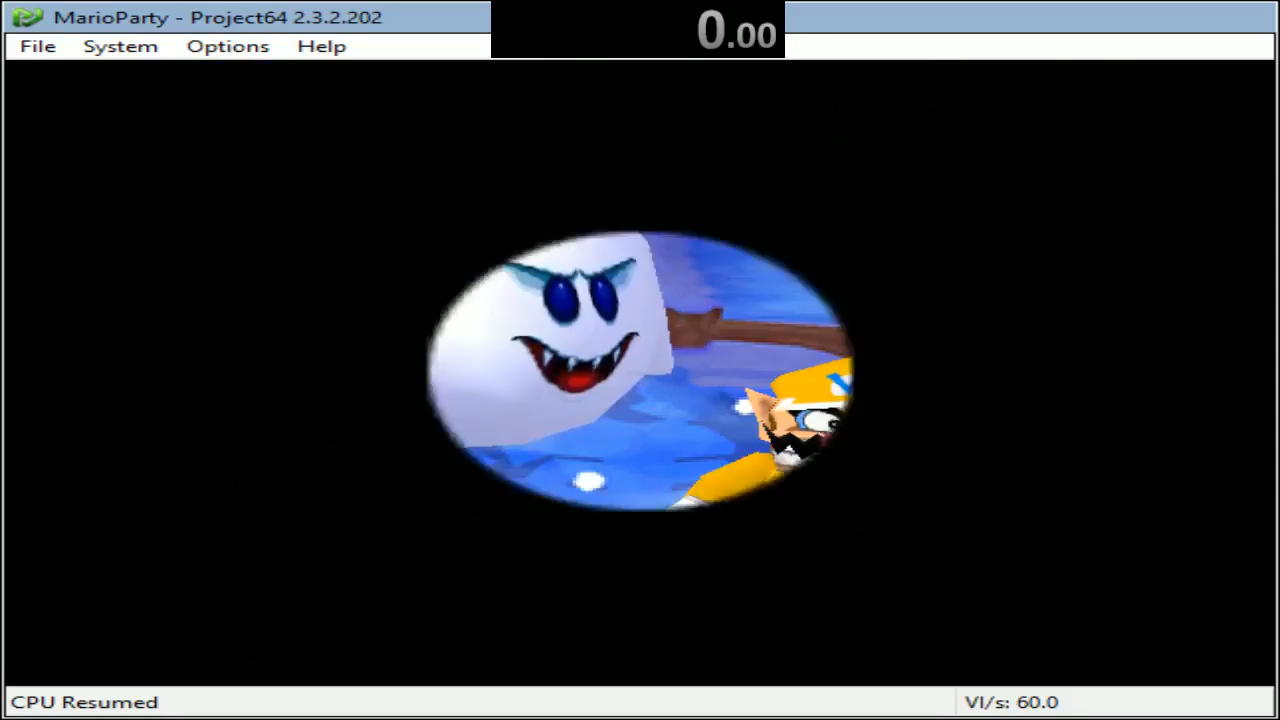 MarioParty - Project64 2.3.2.202
0.00
File System Options Help
CPU Resumed VI/s: 60.0